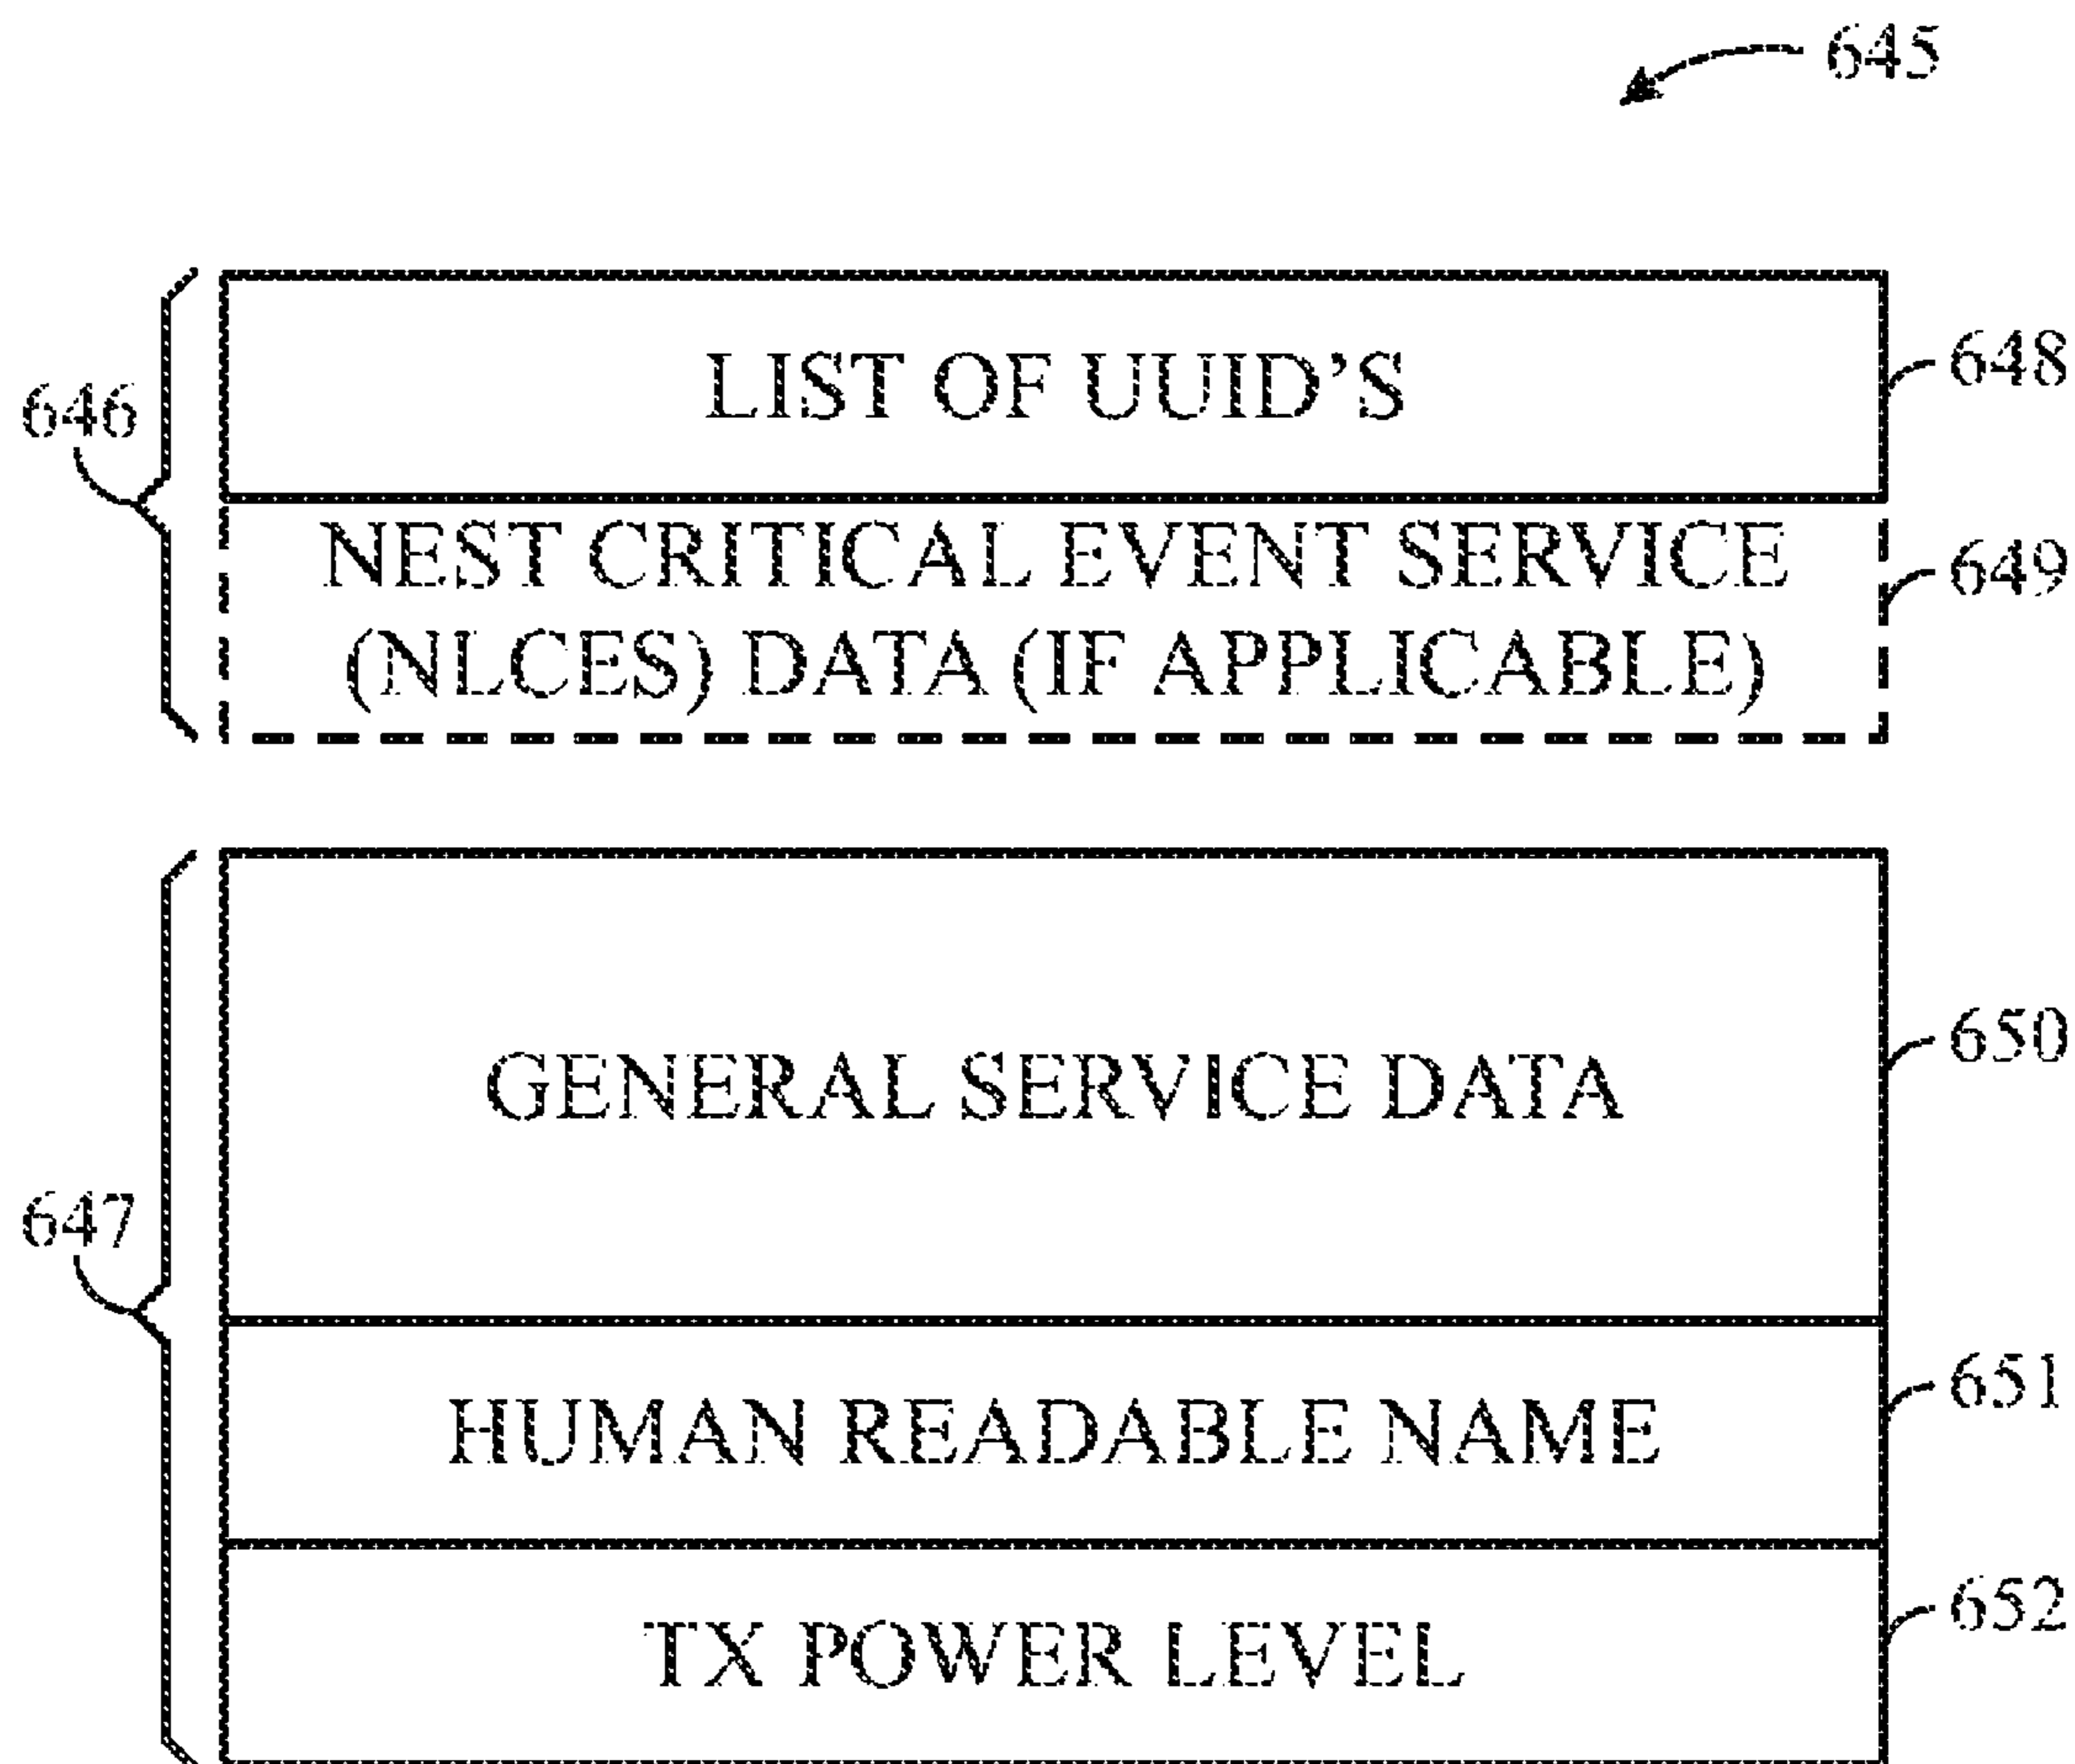 645
LIST OF UUID'S
648
646
NEST CRITICAL EVENT SERVICE
(NLCES) DATA (IF APPLICABLE)
649
GENERAL SERVICE DATA
650
647
HUMAN READABLE NAME
651
TX POWER LEVEL
652